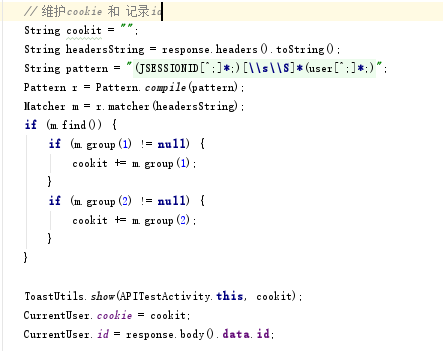 // 维护cookie 和 记录id
String cookit = "";
String headersString = response.headers().toString();
String pattern = "(JSESSIONID[^;]*;)[\\s\\S]*(user[^;]*;)";
Pattern r = Pattern.compile(pattern);
Matcher m = r.matcher(headersString);
if (m.find()) {
if (m.group(1) != null) {
cookit += m.group(1);
}
if (m.group(2) != null) {
cookit += m.group(2);
}
}
ToastUtils.show(APITestActivity.this, cookit);
CurrentUser.cookie = cookit;
CurrentUser.id = response.body().data.id;